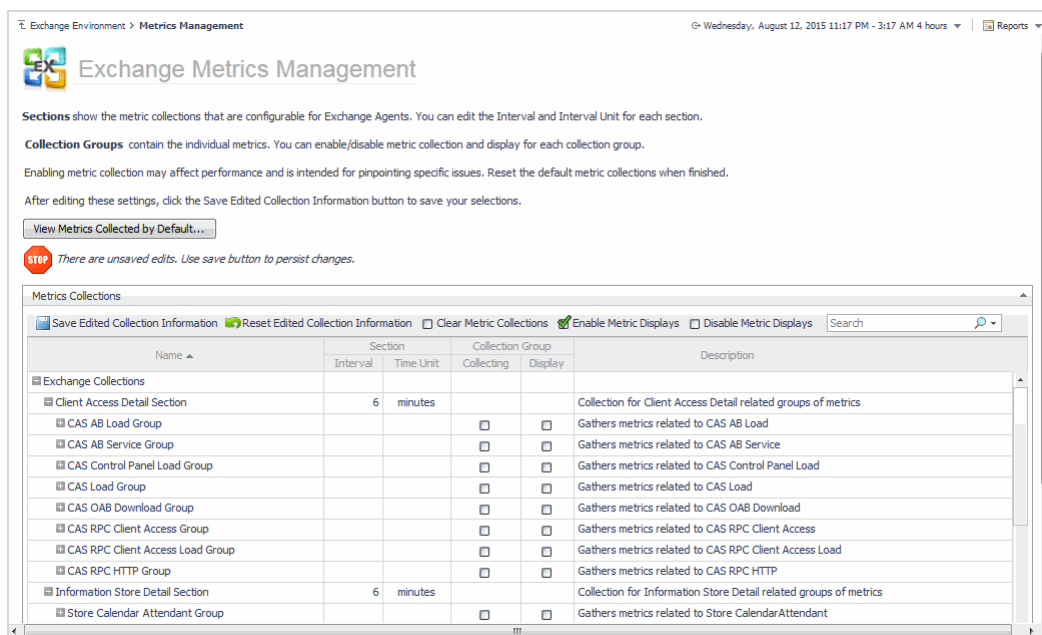 Exchange Environment > Metrics Management
Wednesday, August 12, 2015 11:17 PM - 3:17 AM 4 hours
Reports
EX
Exchange Metrics Management
Sections show the metric collections that are configurable for Exchange Agents. You can edit the Interval and Interval Unit for each section.
Collection Groups contain the individual metrics. You can enable/disable metric collection and display for each collection group.
Enabling metric collection may affect performance and is intended for pinpointing specific issues. Reset the default metric collections when finished.
After editing these settings, click the Save Edited Collection Information button to save your selections.
View Metrics Collected by Default...
STOP There are unsaved edits. Use save button to persist changes.
Metrics Collections
Save Edited Collection Information Reset Edited Collection Information Clear Metric Collections Enable Metric Displays Disable Metric Displays Search
Name Section Collection Group Description
Interval Time Unit Collecting Display
Exchange Collections
Client Access Detail Section 6 minutes Collection for Client Access Detail related groups of metrics
CAS AB Load Group Gathers metrics related to CAS AB Load
CAS AB Service Group Gathers metrics related to CAS AB Service
CAS Control Panel Load Group Gathers metrics related to CAS Control Panel Load
CAS Load Group Gathers metrics related to CAS Load
CAS OAB Download Group Gathers metrics related to CAS OAB Download
CAS RPC Client Access Group Gathers metrics related to CAS RPC Client Access
CAS RPC Client Access Load Group Gathers metrics related to CAS RPC Client Access Load
CAS RPC HTTP Group Gathers metrics related to CAS RPC HTTP
Information Store Detail Section 6 minutes Collection for Information Store Detail related groups of metrics
Store Calendar Attendant Group Gathers metrics related to Store CalendarAttendant